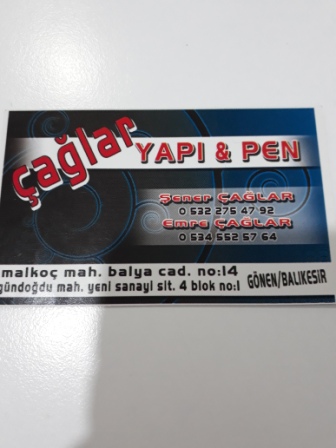 çağlar
YAPI & PEN
Şener ÇAĞLAR
0 532 275 47 92
Emre ÇAĞLAR
0 534 552 57 64
malkoç mah. balya cad. no:14
gündoğdu mah. yeni sanayi sit. 4 blok no:1
GÖNEN/BALIKESİR